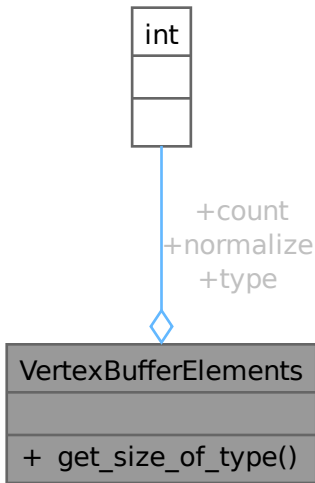 int
+count
+normalize
+type
VertexBufferElements
+ get_size_of_type()